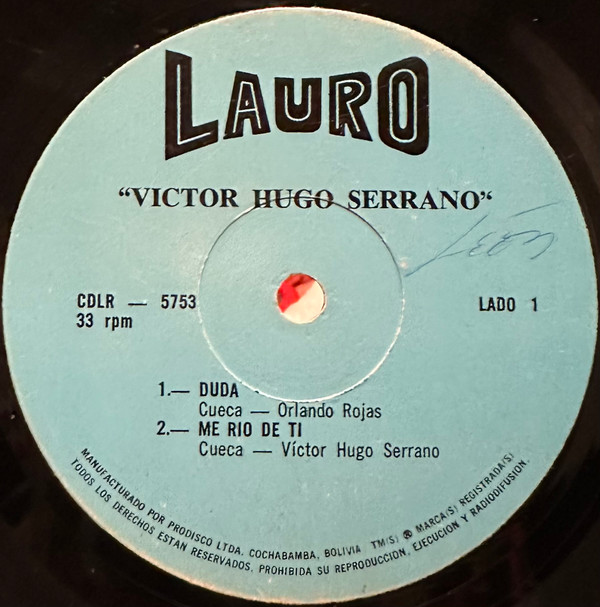 LAURO
"VICTOR HUGO SERRANO"
León
CDLR — 5753
33 rpm
LADO 1
1.— DUDA
Cueca — Orlando Rojas
2.— ME RIO DE TI
Cueca — Víctor Hugo Serrano
MANUFACTURADO POR PRODISCO LTDA. COCHABAMBA, BOLIVIA TM(S) ® MARCA(S) REGISTRADA(S)
TODOS LOS DERECHOS ESTAN RESERVADOS. PROHIBIDA SU REPRODUCCION, EJECUCION Y RADIODIFUSION.